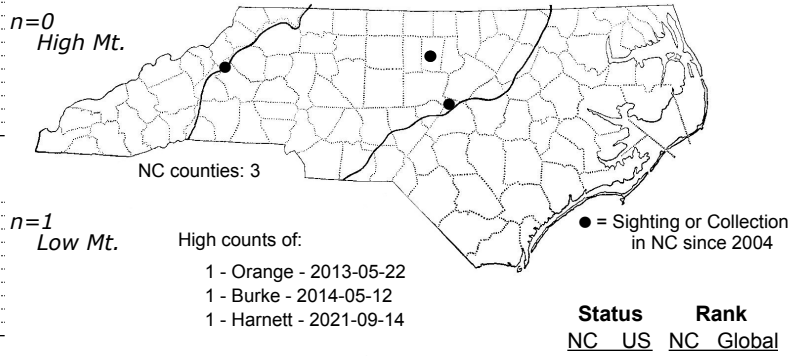 n=0
High Mt.
NC counties: 3
n=1
Low Mt.
High counts of:
1 - Orange - 2013-05-22
1 - Burke - 2014-05-12
1 - Harnett - 2021-09-14
● = Sighting or Collection
in NC since 2004
Status Rank
NC US NC Global